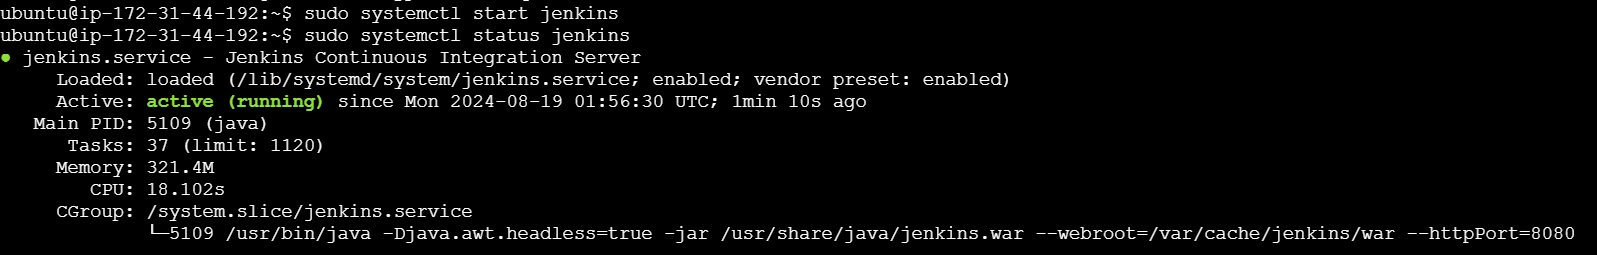 ubuntu@ip-172-31-44-192:~$ sudo systemctl start jenkins
ubuntu@ip-172-31-44-192:~$ sudo systemctl status jenkins
● jenkins.service - Jenkins Continuous Integration Server
     Loaded: loaded (/lib/systemd/system/jenkins.service; enabled; vendor preset: enabled)
     Active: active (running) since Mon 2024-08-19 01:56:30 UTC; 1min 10s ago
   Main PID: 5109 (java)
      Tasks: 37 (limit: 1120)
     Memory: 321.4M
        CPU: 18.102s
     CGroup: /system.slice/jenkins.service
             └─5109 /usr/bin/java -Djava.awt.headless=true -jar /usr/share/java/jenkins.war --webroot=/var/cache/jenkins/war --httpPort=8080